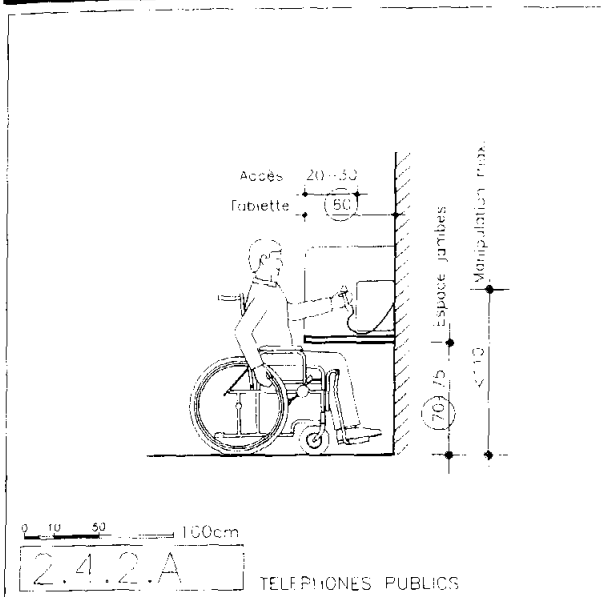 Accès 20-30
Tablette 60
Espace jambes
Manipulation max.
70 75
<110
0 10 50 100cm
2.4.2.A TELEPHONES PUBLICS